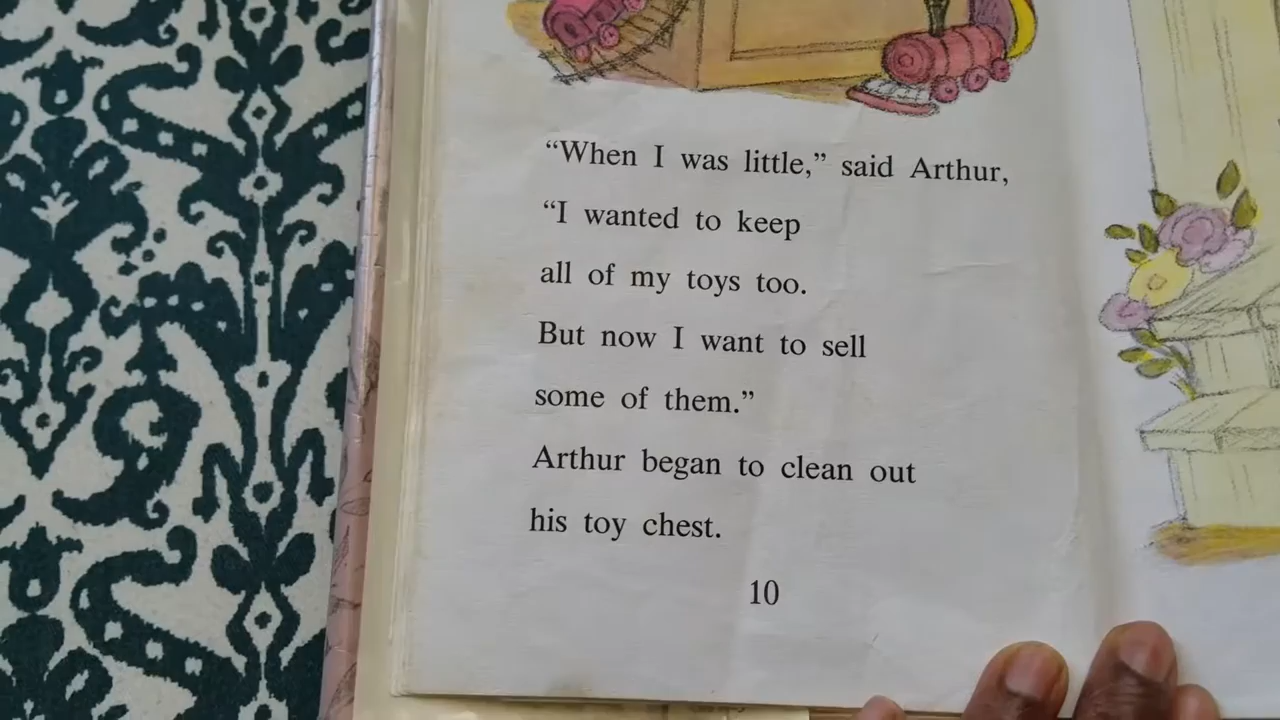 “When I was little,” said Arthur,
“I wanted to keep
all of my toys too.
But now I want to sell
some of them.”
Arthur began to clean out
his toy chest.
10